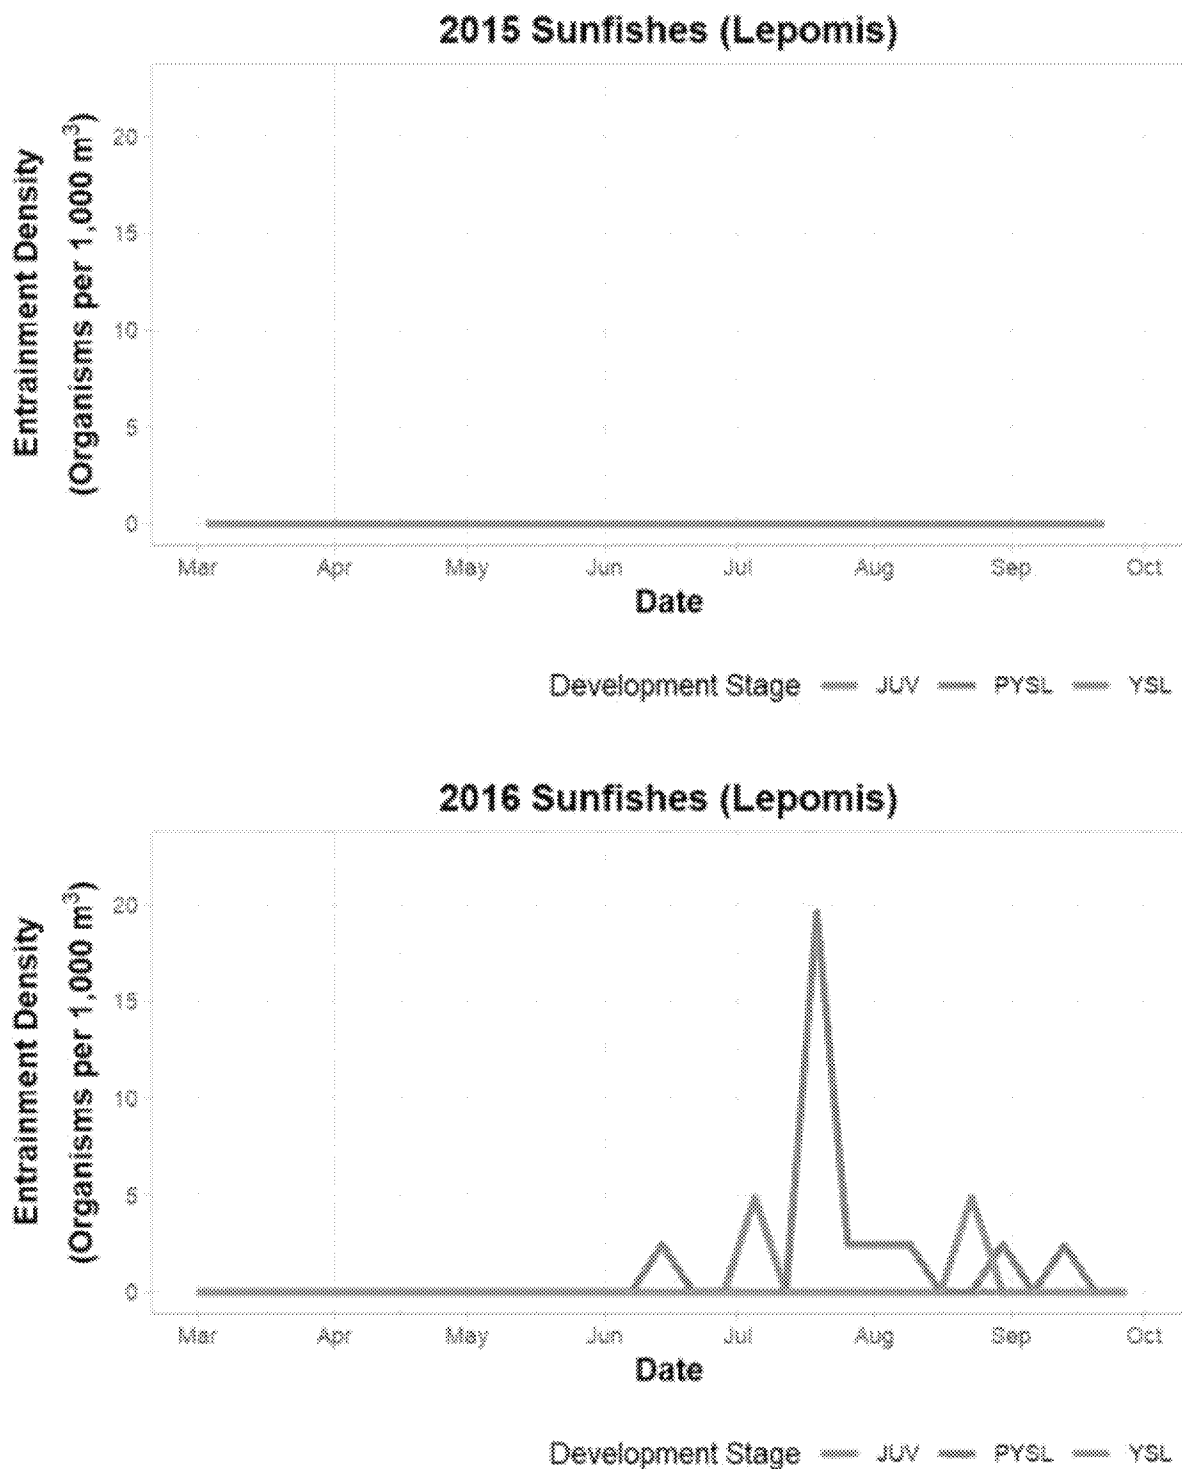 2015 Sunfishes (Lepomis)
Entrainment Density
(Organisms per 1,000 m³)
20
15
10
5
0
Mar Apr May Jun Jul Aug Sep Oct
Date
Development Stage JUV PYSL YSL
2016 Sunfishes (Lepomis)
Entrainment Density
(Organisms per 1,000 m³)
20
15
10
5
0
Mar Apr May Jun Jul Aug Sep Oct
Date
Development Stage JUV PYSL YSL